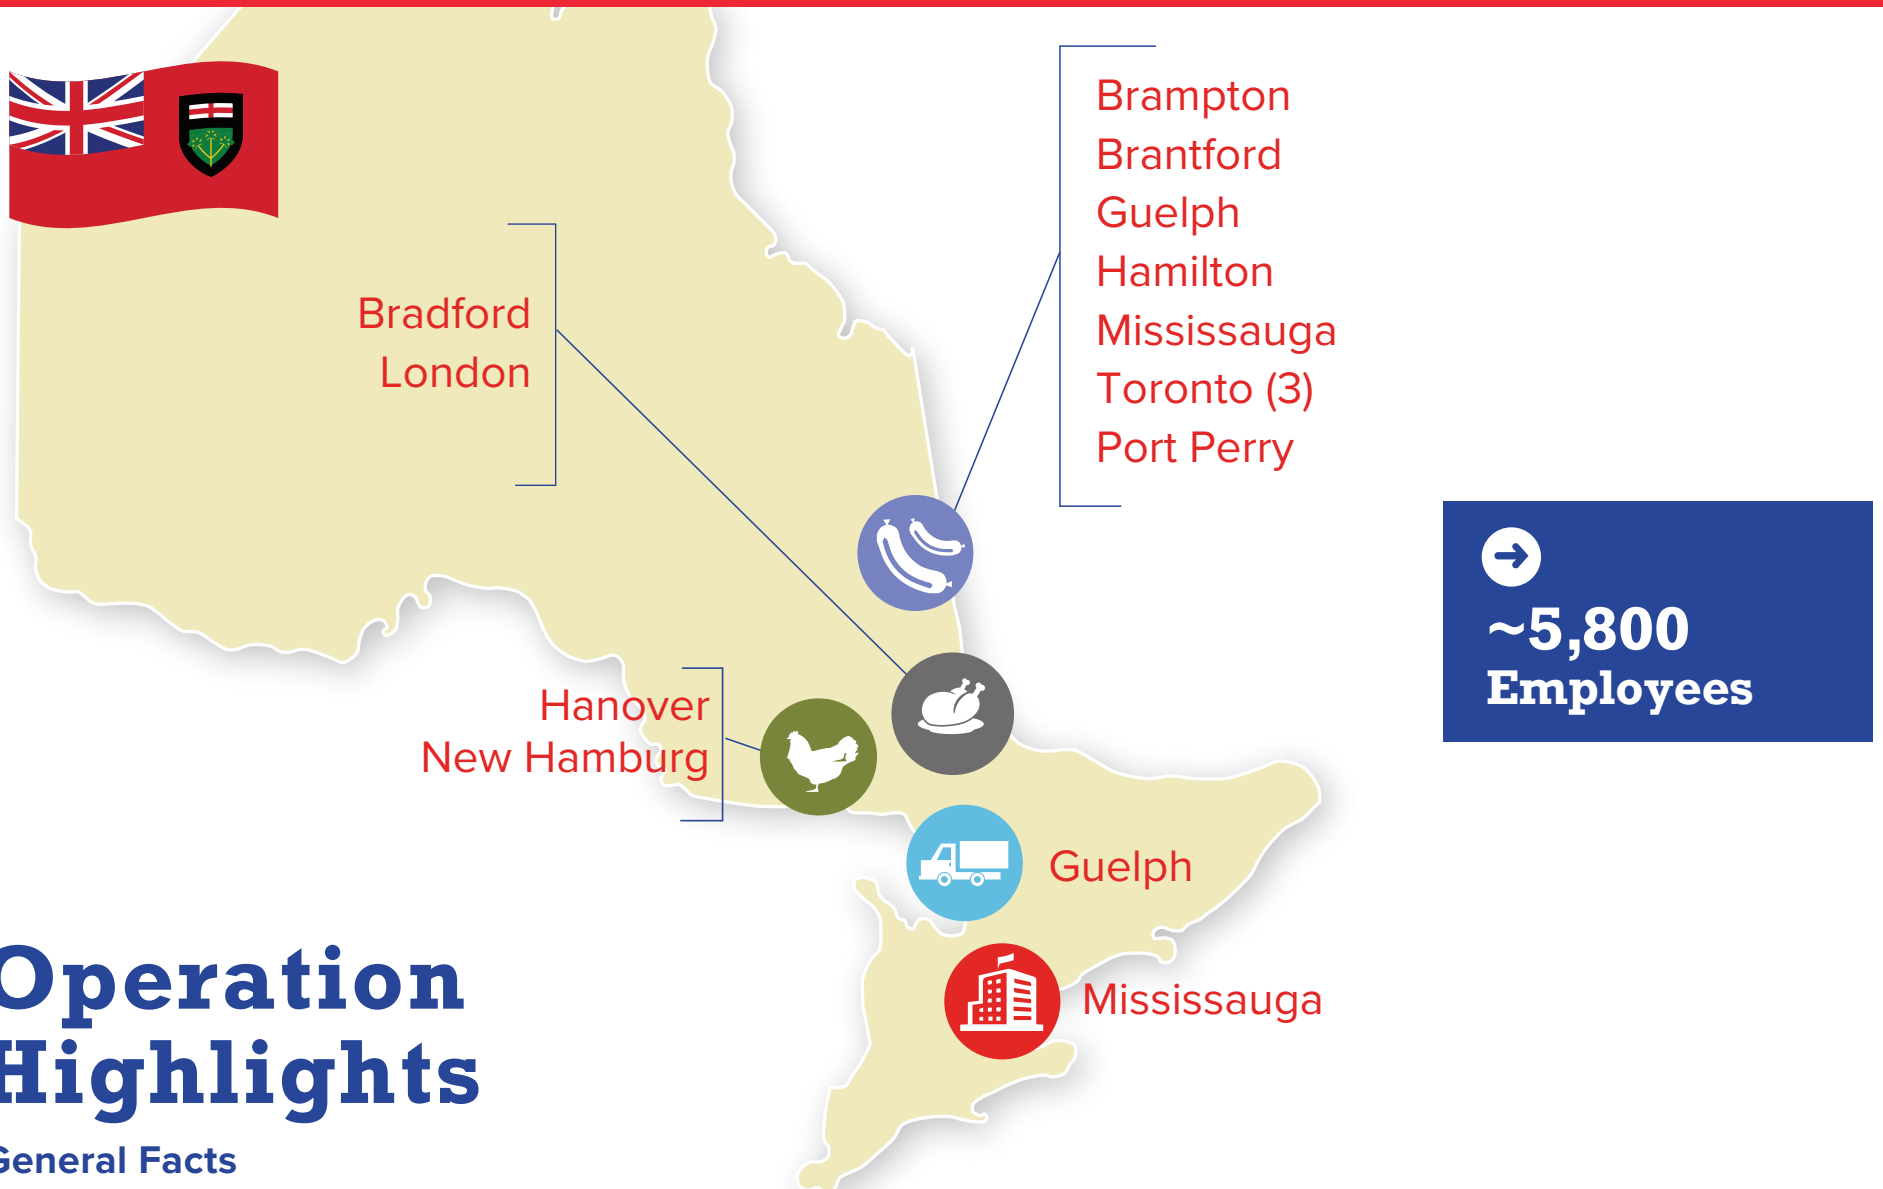 Brampton
Brantford
Guelph
Hamilton
Mississauga
Toronto (3)
Port Perry
Bradford
London
~5,800
Employees
Hanover
New Hamburg
Guelph
Mississauga
Operation
Highlights
General Facts